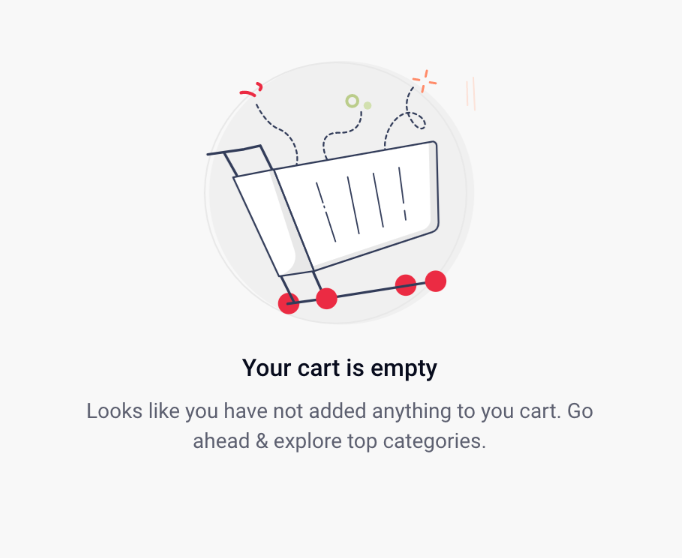 Your cart is empty
Looks like you have not added anything to you cart. Go
ahead & explore top categories.